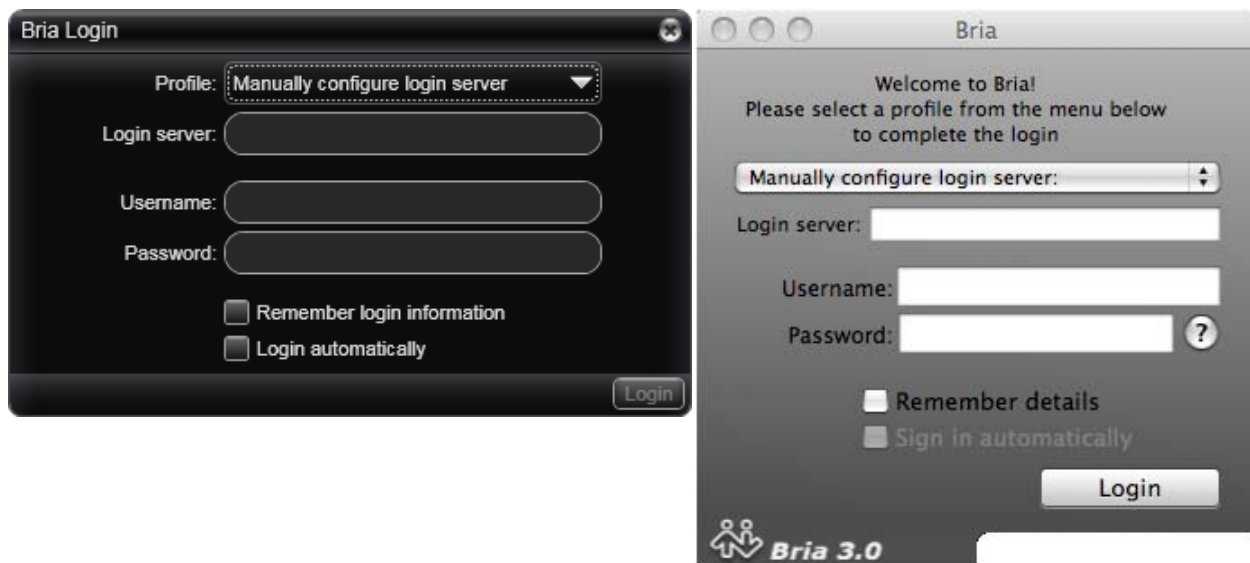 Bria Login
Profile: Manually configure login server
Login server:
Username:
Password:
Remember login information
Login automatically
Login
Bria
Welcome to Bria!
Please select a profile from the menu below
to complete the login
Manually configure login server:
Login server:
Username:
Password: ?
Remember details
Sign in automatically
Login
Bria 3.0